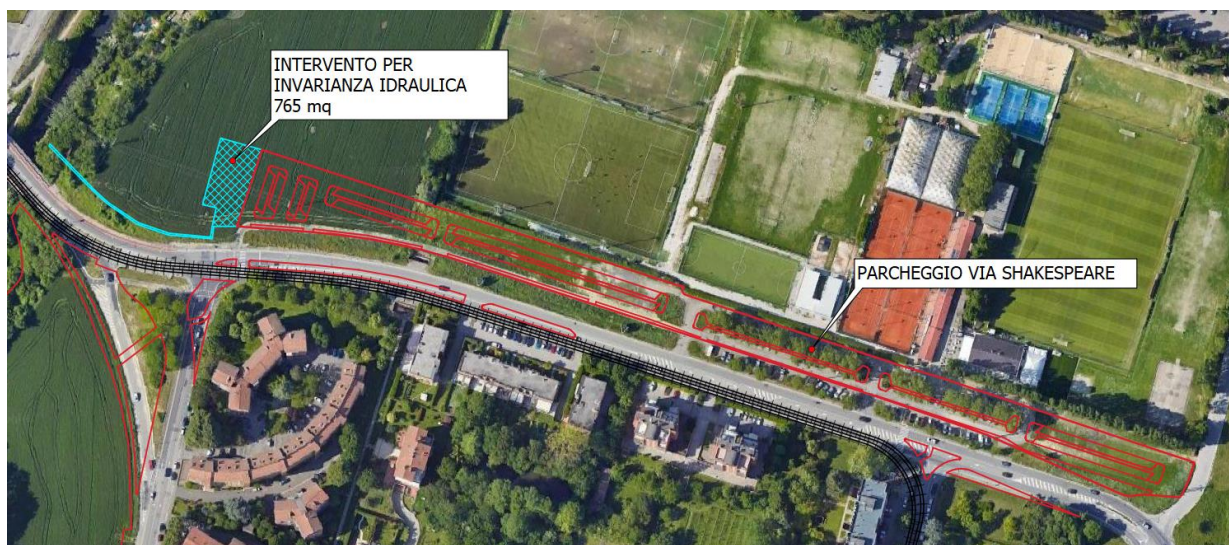 INTERVENTO PER
INVARIANZA IDRAULICA
765 mq
PARCHEGGIO VIA SHAKESPEARE